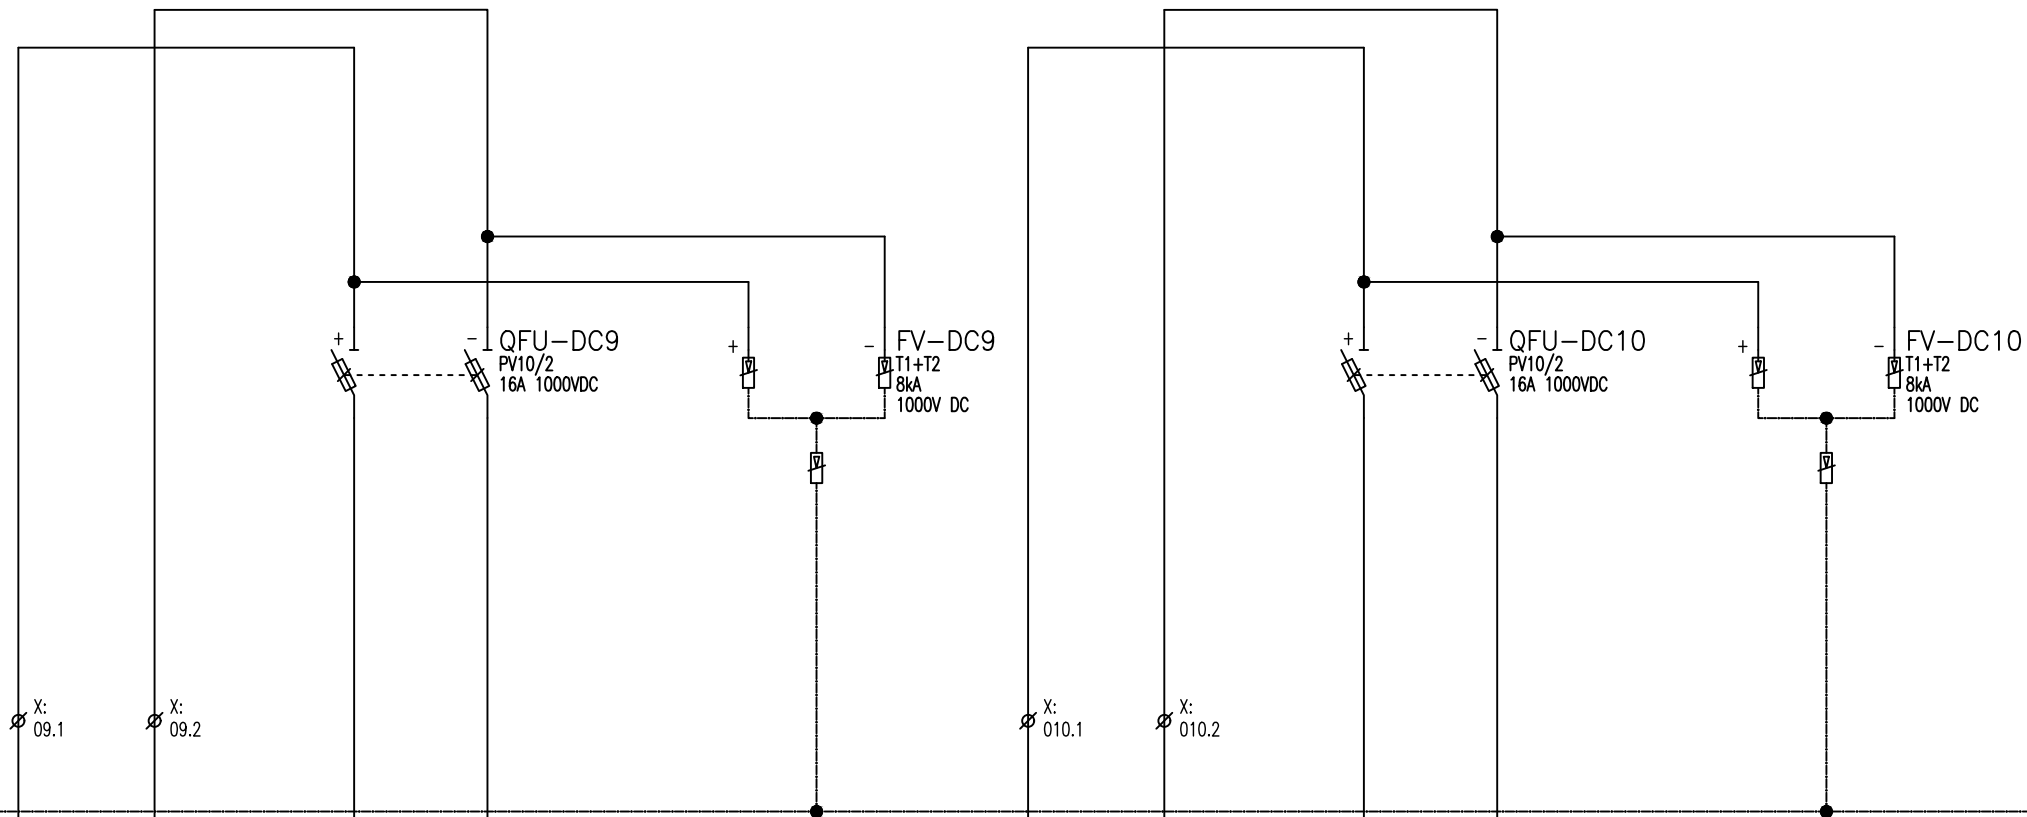 +
− QFU−DC9
PV10/2
16A 1000VDC
+
− FV−DC9
T1+T2
8kA
1000V DC
+
− QFU−DC10
PV10/2
16A 1000VDC
+
− FV−DC10
T1+T2
8kA
1000V DC
X:
09.1
X:
09.2
X:
010.1
X:
010.2